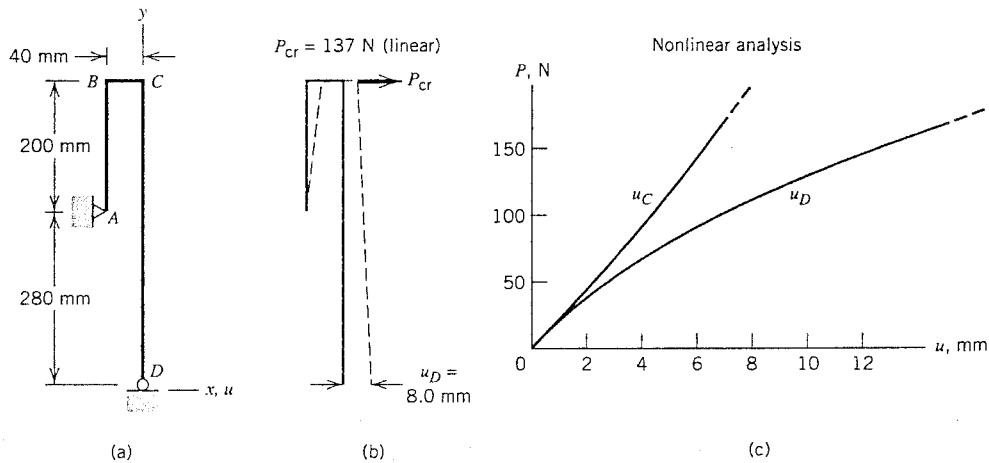 y
40 mm
B
C
200 mm
A
280 mm
D
x, u
(a)
P_cr = 137 N (linear)
P_cr
u_D =
8.0 mm
(b)
Nonlinear analysis
P, N
150
100
50
0
2
4
6
8
10
12
u, mm
u_C
u_D
(c)